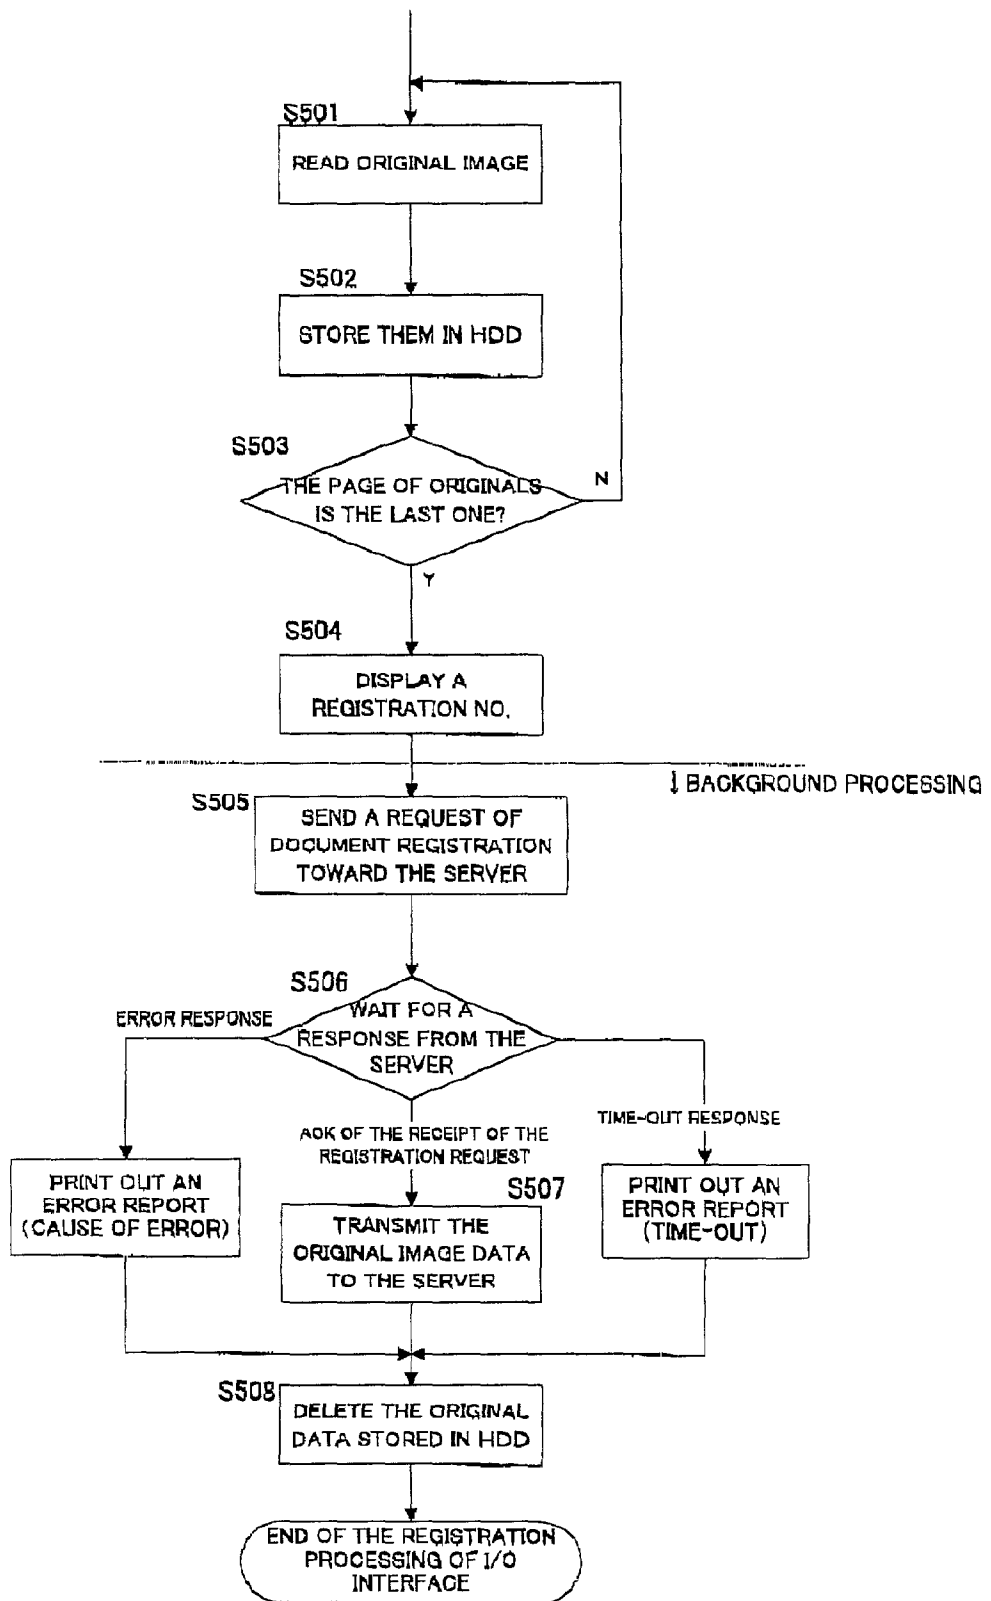 S501
READ ORIGINAL IMAGE
S502
STORE THEM IN HDD
S503
THE PAGE OF ORIGINALS
IS THE LAST ONE?
N
Y
S504
DISPLAY A
REGISTRATION NO.
↓ BACKGROUND PROCESSING
S505
SEND A REQUEST OF
DOCUMENT REGISTRATION
TOWARD THE SERVER
S506
WAIT FOR A
RESPONSE FROM THE
SERVER
ERROR RESPONSE
TIME-OUT RESPONSE
AOK OF THE RECEIPT OF THE
REGISTRATION REQUEST
PRINT OUT AN
ERROR REPORT
(CAUSE OF ERROR)
S507
TRANSMIT THE
ORIGINAL IMAGE DATA
TO THE SERVER
PRINT OUT AN
ERROR REPORT
(TIME-OUT)
S508
DELETE THE ORIGINAL
DATA STORED IN HDD
END OF THE REGISTRATION
PROCESSING OF I/O
INTERFACE